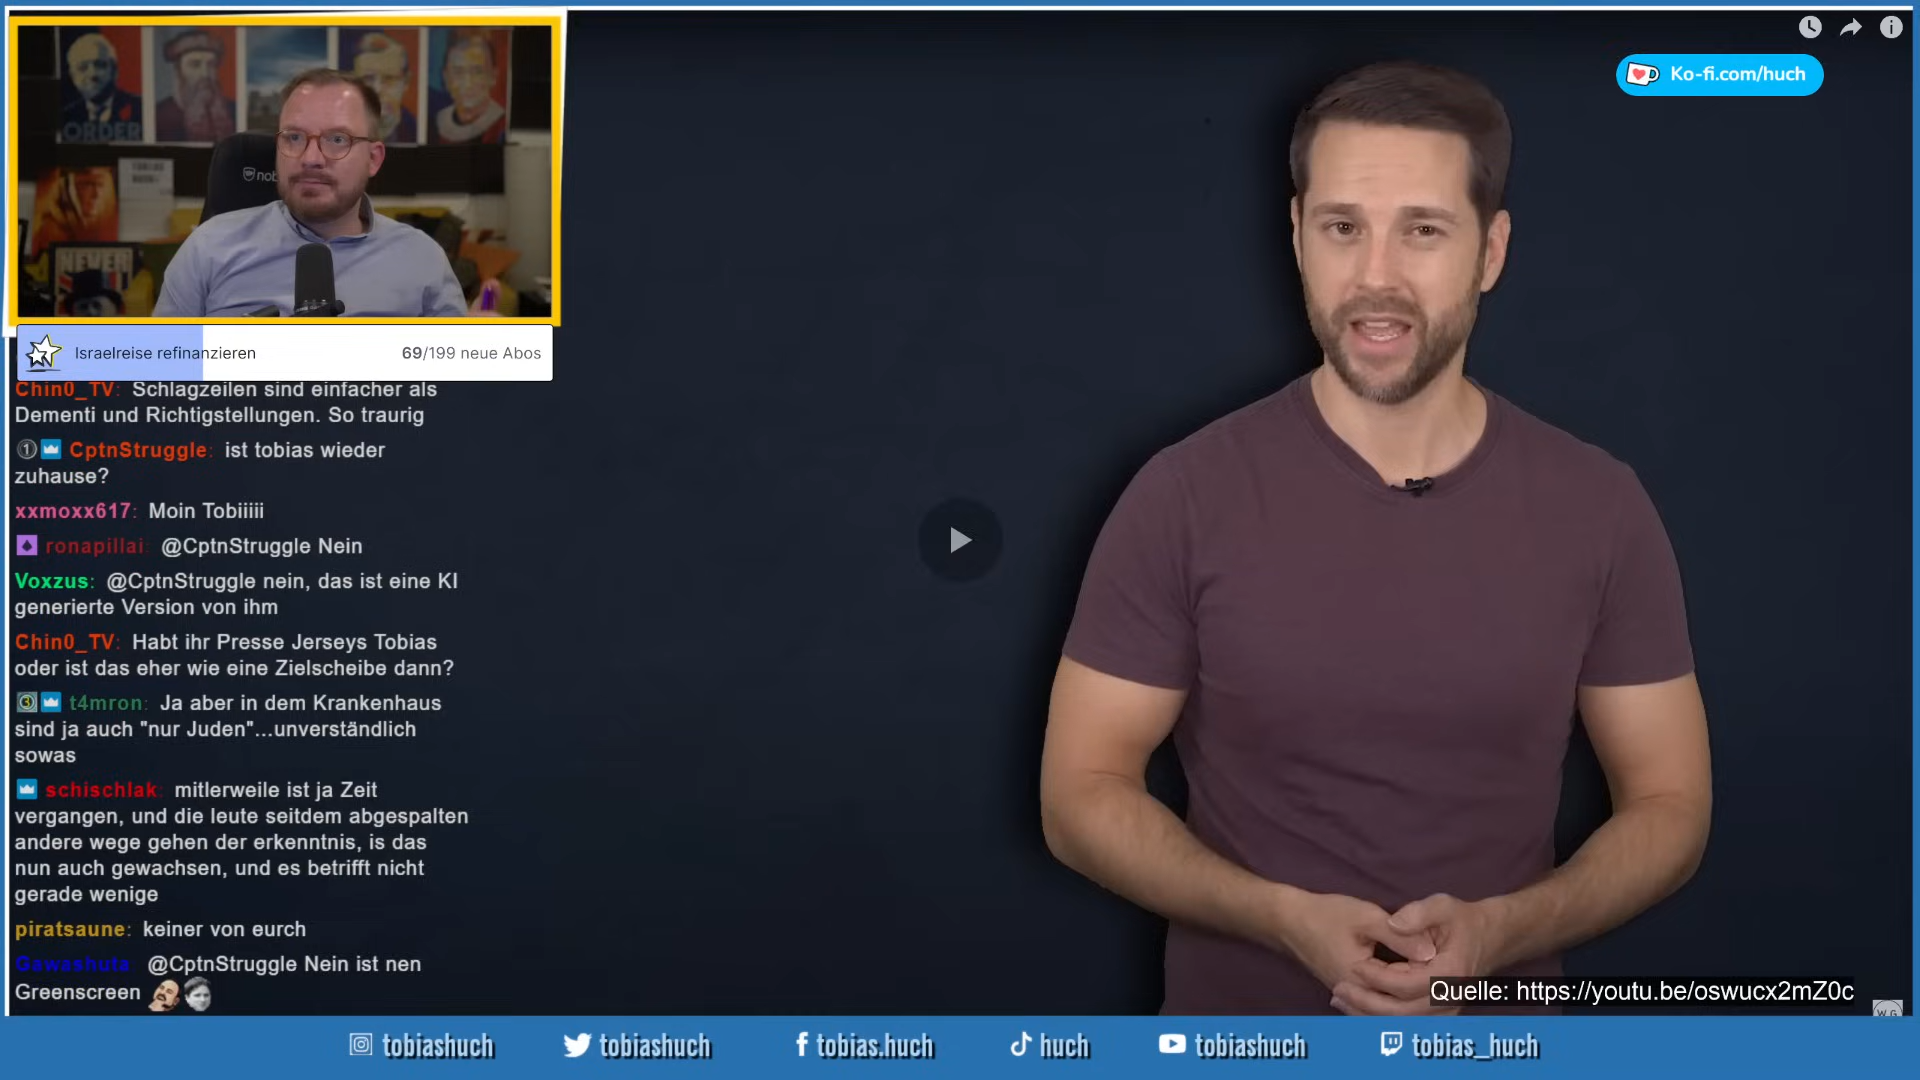 ORDER
nob
NEVER
Ko-fi.com/huch
Israelreise refinanzieren
69/199 neue Abos
Chin0_TV: Schlagzeilen sind einfacher als
Dementi und Richtigstellungen. So traurig
CptnStruggle: ist tobias wieder
zuhause?
xxmoxx617: Moin Tobiiiii
ronapillai: @CptnStruggle Nein
Voxzus: @CptnStruggle nein, das ist eine KI
generierte Version von ihm
Chin0_TV: Habt ihr Presse Jerseys Tobias
oder ist das eher wie eine Zielscheibe dann?
t4mron: Ja aber in dem Krankenhaus
sind ja auch "nur Juden"...unverständlich
sowas
schischlak: mitlerweile ist ja Zeit
vergangen, und die leute seitdem abgespalten
andere wege gehen der erkenntnis, is das
nun auch gewachsen, und es betrifft nicht
gerade wenige
piratsaune: keiner von eurch
Gawashuta: @CptnStruggle Nein ist nen
Greenscreen
Quelle: https://youtu.be/oswucx2mZ0c
tobiashuch
tobiashuch
tobias.huch
huch
tobiashuch
tobias_huch